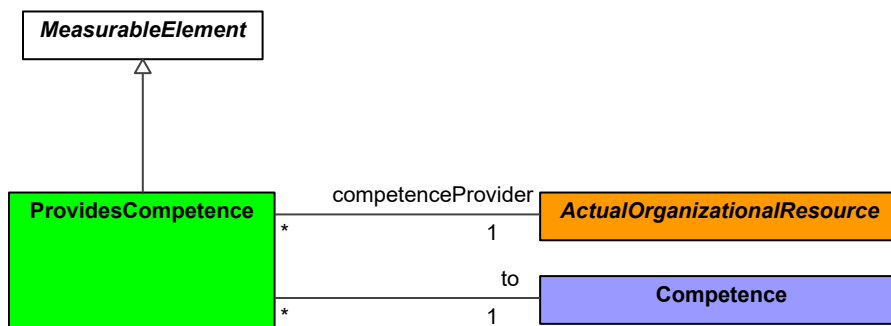 MeasurableElement
competenceProvider
ProvidesCompetence
ActualOrganizationalResource
*
1
to
Competence
*
1